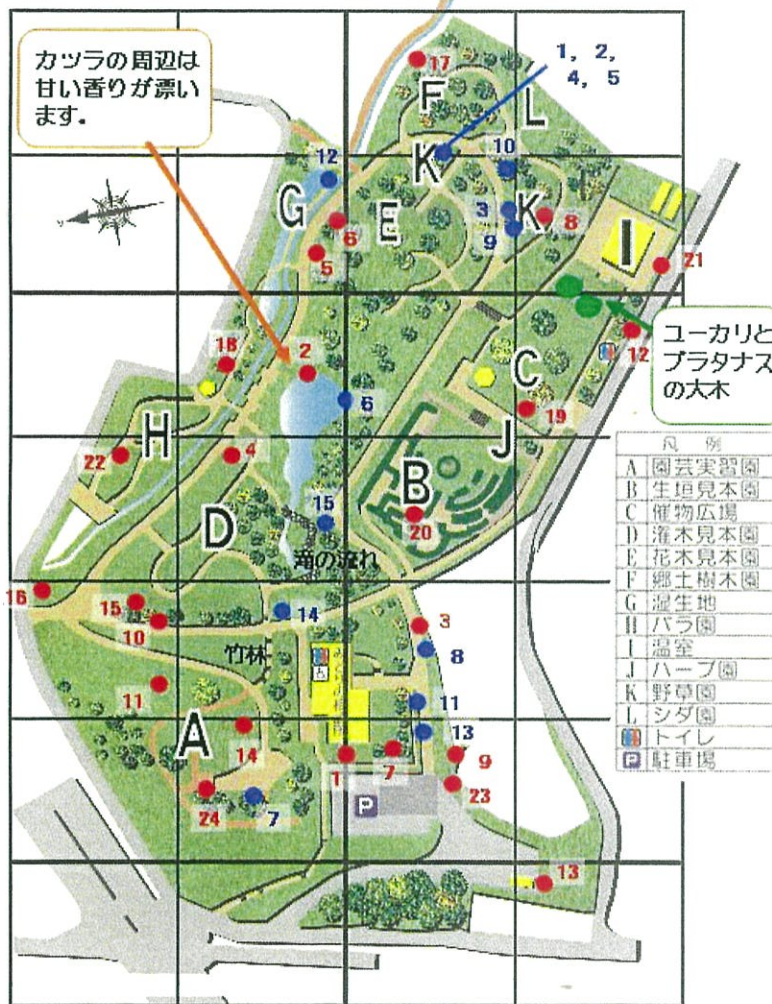 カツラの周辺は
甘い香りが漂い
ます。
1, 2,
4, 5
17
F
L
K
10
12
G
E
3
K
8
6
9
5
I
21
ユーカリと
プラタナス
の大木
18
2
12
6
C
19
H
22
4
J
B
20
D
15
滝の流れ
凡 例
A 園芸実習園
B 生垣見本園
C 催物広場
D 灌木見本園
E 花木見本園
F 郷土樹木園
G 湿生地
H バラ園
I 温室
J ハーブ園
K 野草園
L シダ園
トイレ
P 駐車場
16
15
10
14
3
8
竹林
11
11
A
14
13
1
7
9
24
7
P
23
13